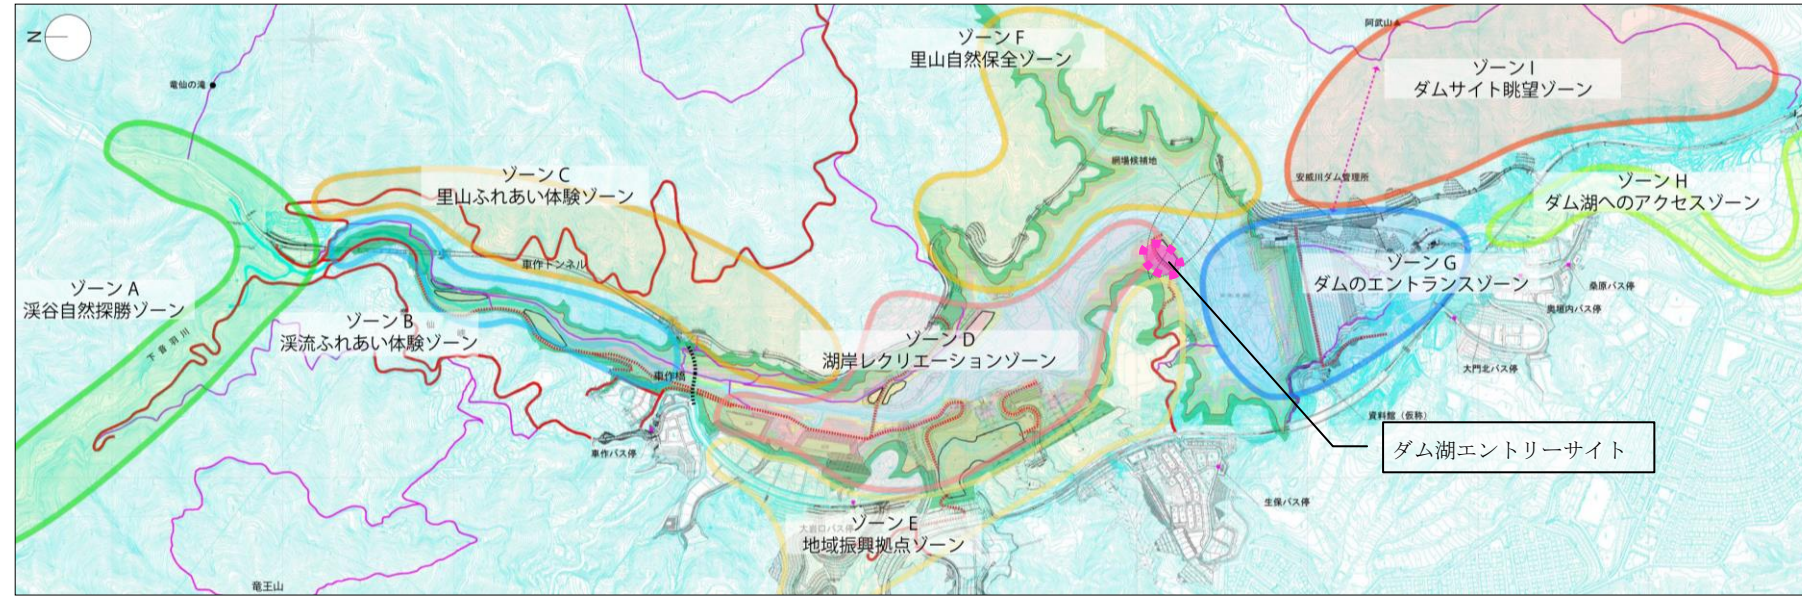 N
阿武山
ゾーン F
里山自然保全ゾーン
ゾーン I
ダムサイト眺望ゾーン
竜仙の滝
網場候補地
ゾーン C
里山ふれあい体験ゾーン
安威川ダム管理所
ゾーン H
ダム湖へのアクセスゾーン
車作トンネル
ゾーン G
ダムのエントランスゾーン
ゾーン A
渓谷自然探勝ゾーン
桑原バス停
奥垣内バス停
下音羽川
ゾーン B
渓流ふれあい体験ゾーン
ゾーン D
湖岸レクリエーションゾーン
大門北バス停
車作橋
資料館（仮称）
車作バス停
ダム湖エントリーサイト
生保バス停
大岩口バス停
ゾーン E
地域振興拠点ゾーン
竜王山